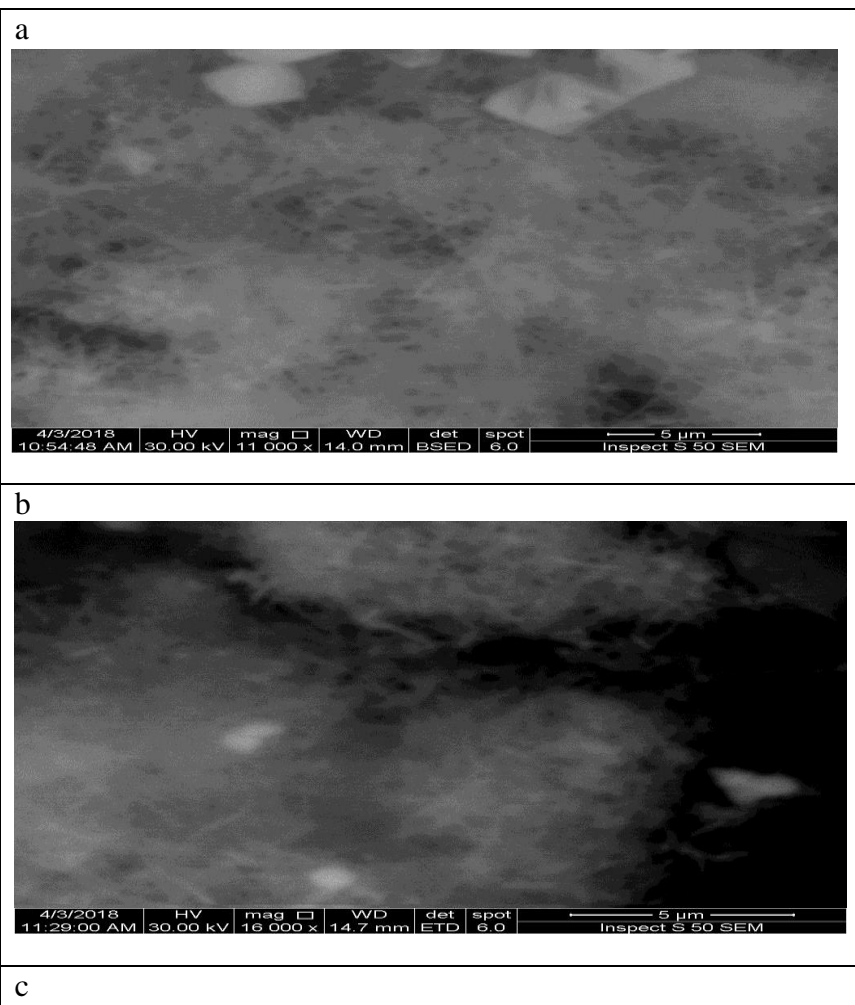 a
4/3/2018 HV mag WD det spot 5 µm
10:54:48 AM 30.00 kV 11 000 x 14.0 mm BSED 6.0 Inspect S 50 SEM
b
4/3/2018 HV mag WD det spot 5 µm
11:29:00 AM 30.00 kV 16 000 x 14.7 mm ETD 6.0 Inspect S 50 SEM
c